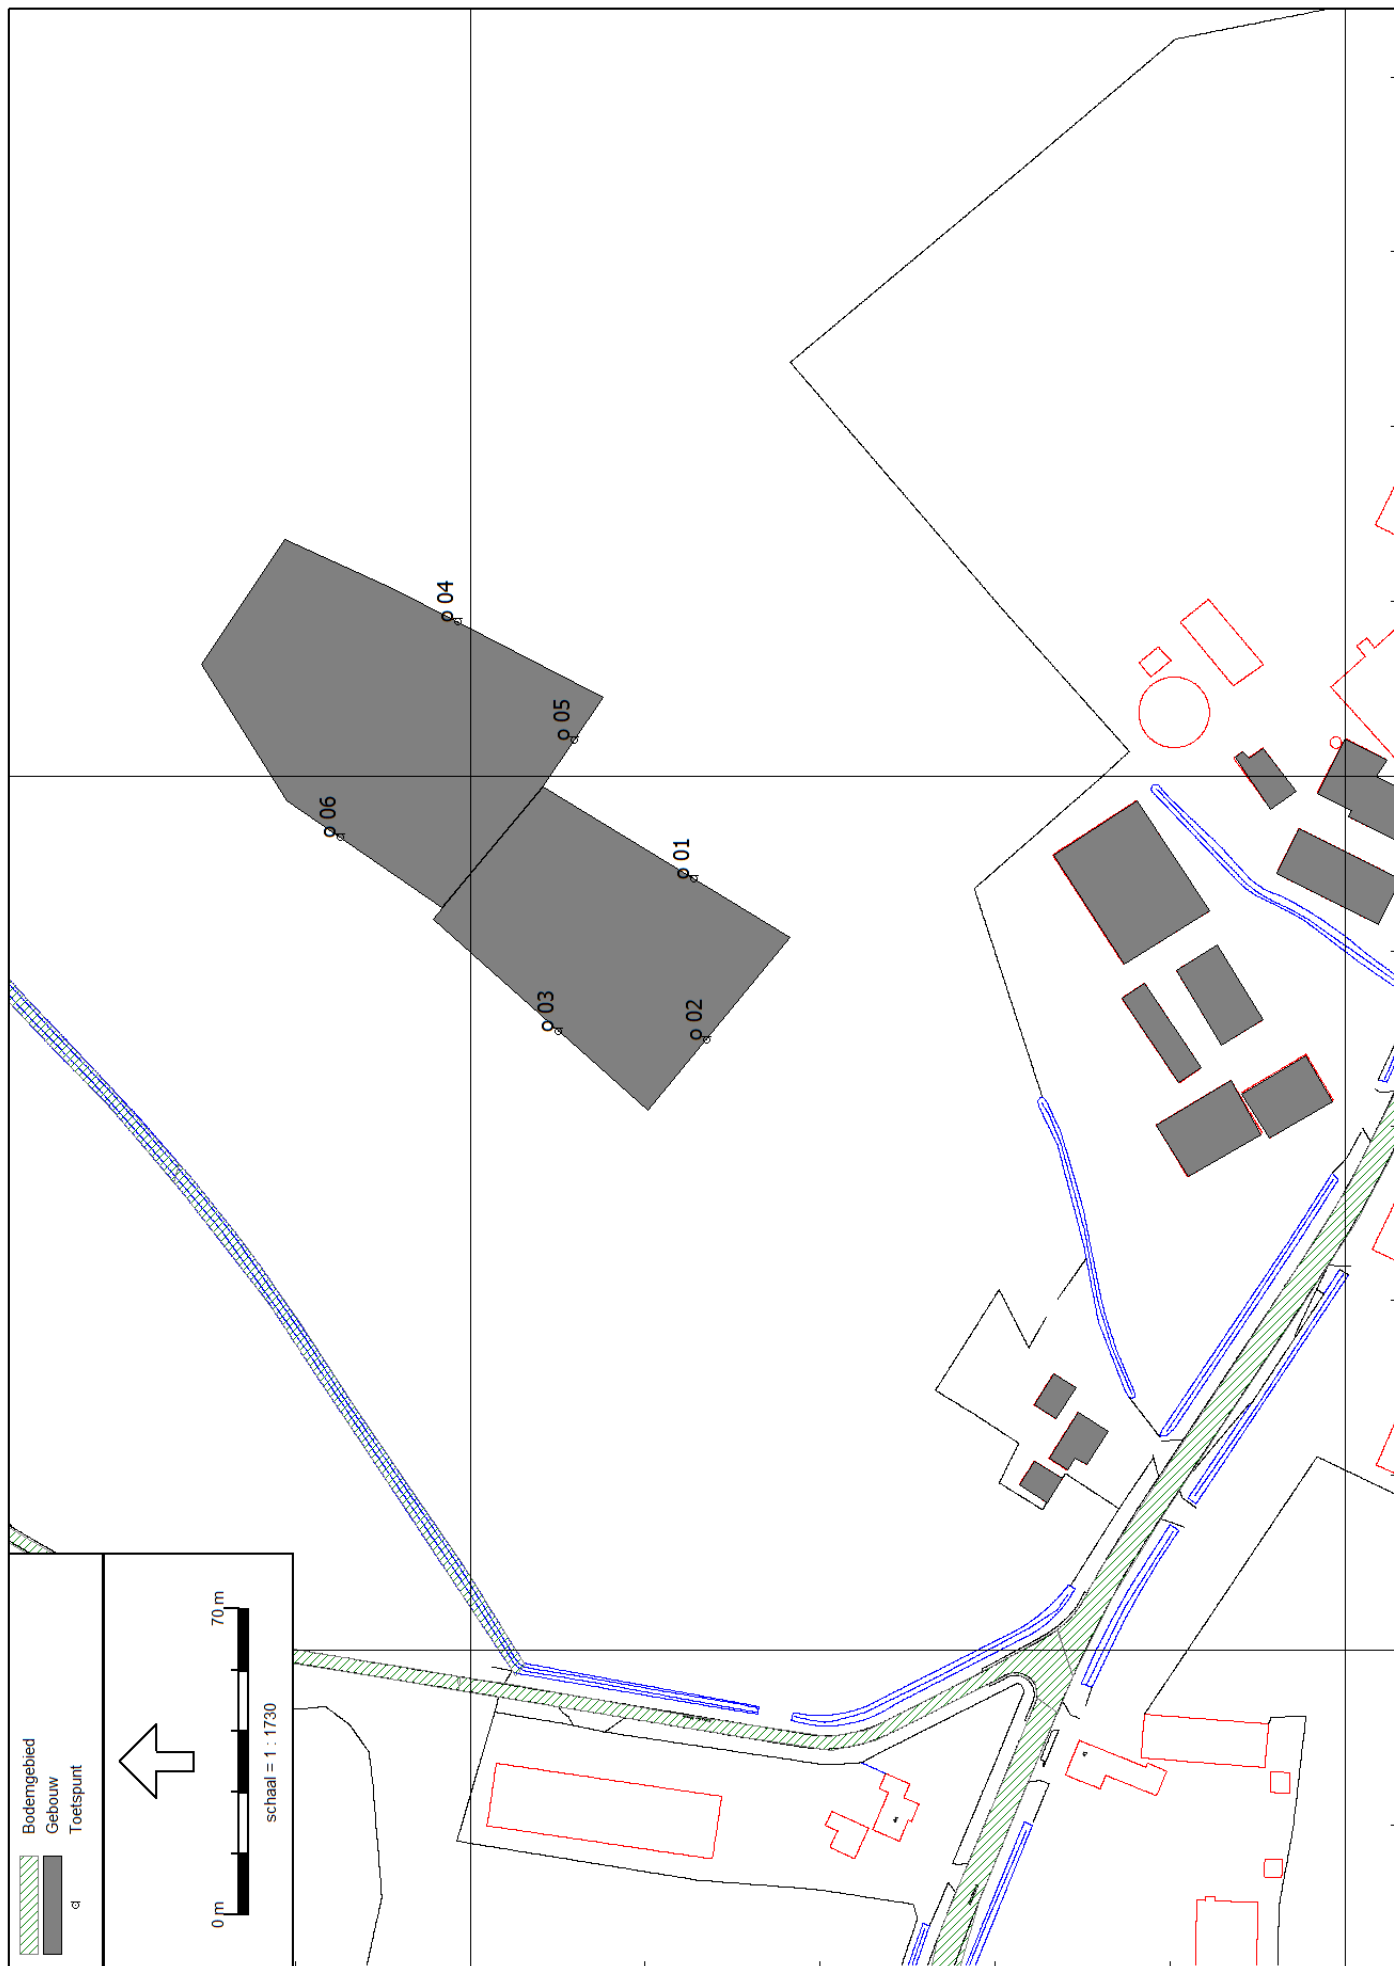 Bodemgebied
Gebouw
Toetspunt
0 m
70 m
schaal = 1 : 1730
06
04
05
03
01
02